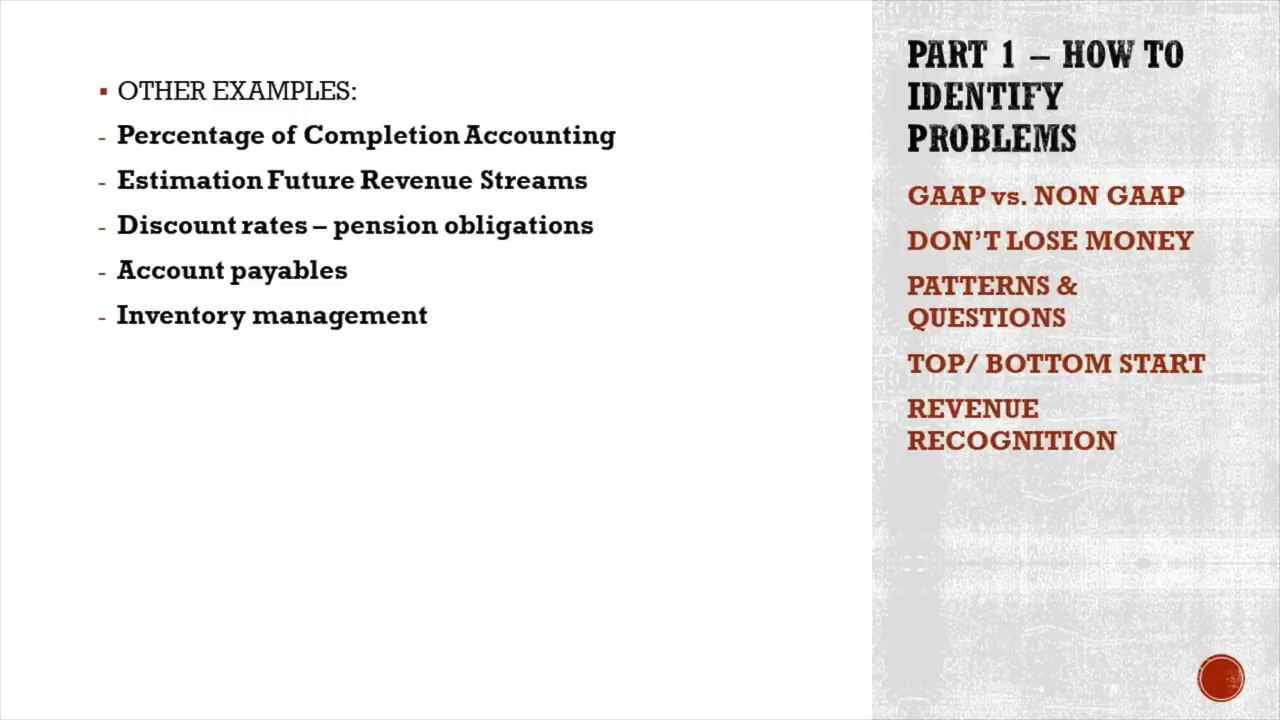 ▪ OTHER EXAMPLES:
- Percentage of Completion Accounting
- Estimation Future Revenue Streams
- Discount rates – pension obligations
- Account payables
- Inventory management
PART 1 – HOW TO
IDENTIFY
PROBLEMS
GAAP vs. NON GAAP
DON'T LOSE MONEY
PATTERNS &
QUESTIONS
TOP/ BOTTOM START
REVENUE
RECOGNITION